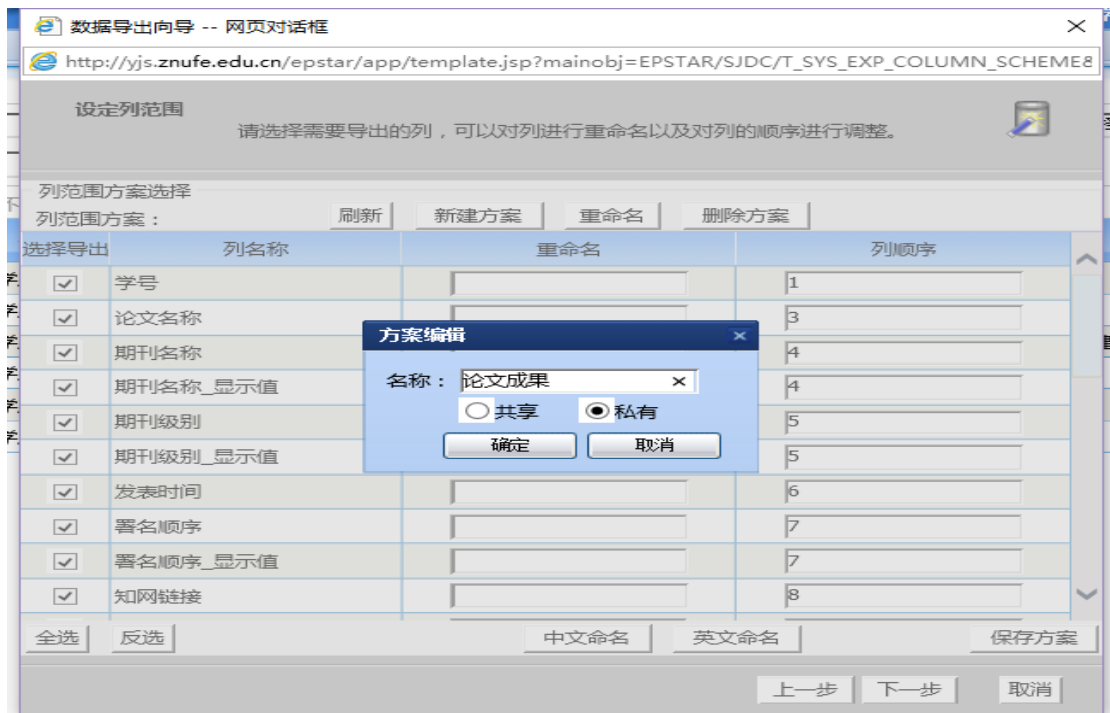 数据导出向导 -- 网页对话框
http://yjs.znufe.edu.cn/epstar/app/template.jsp?mainobj=EPSTAR/SJDC/T_SYS_EXP_COLUMN_SCHEME&
设定列范围
请选择需要导出的列，可以对列进行重命名以及对列的顺序进行调整。
列范围方案选择
列范围方案： 刷新 新建方案 重命名 删除方案
选择导出 列名称 重命名 列顺序
学号 1
论文名称 3
方案编辑
期刊名称 4
名称： 论文成果
期刊名称_显示值 4
共享 私有
期刊级别 5
确定 取消
期刊级别_显示值 5
发表时间 6
署名顺序 7
署名顺序_显示值 7
知网链接 8
全选 反选 中文命名 英文命名 保存方案
上一步 下一步 取消